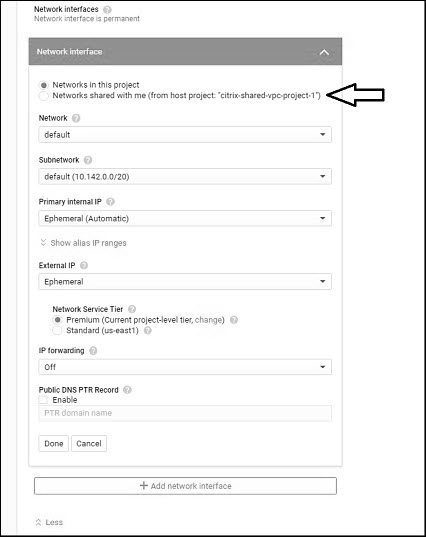 Network interfaces
Network interface is permanent
Network interface
Networks in this project
Networks shared with me (from host project: "citrix-shared-vpc-project-1")
Network
default
Subnetwork
default (10.142.0.0/20)
Primary internal IP
Ephemeral (Automatic)
Show alias IP ranges
External IP
Ephemeral
Network Service Tier
Premium (Current project-level tier, change)
Standard (us-east1)
IP forwarding
Off
Public DNS PTR Record
Enable
PTR domain name
Done Cancel
+ Add network interface
Less